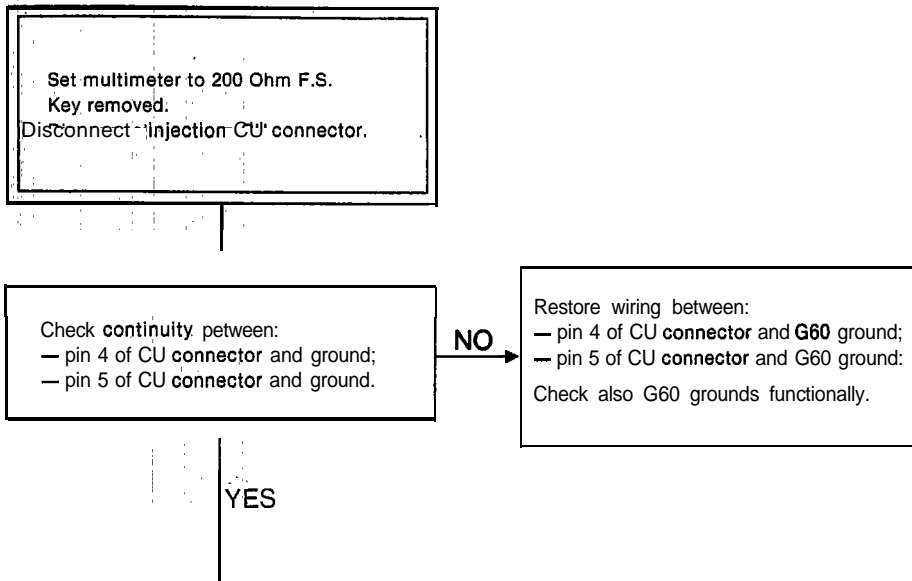 Set multimeter to 200 Ohm F.S.
Key removed.
Disconnect injection CU connector.
Check continuity petween:
— pin 4 of CU connector and ground;
— pin 5 of CU connector and ground.
NO
Restore wiring between:
— pin 4 of CU connector and G60 ground;
— pin 5 of CU connector and G60 ground:
Check also G60 grounds functionally.
YES